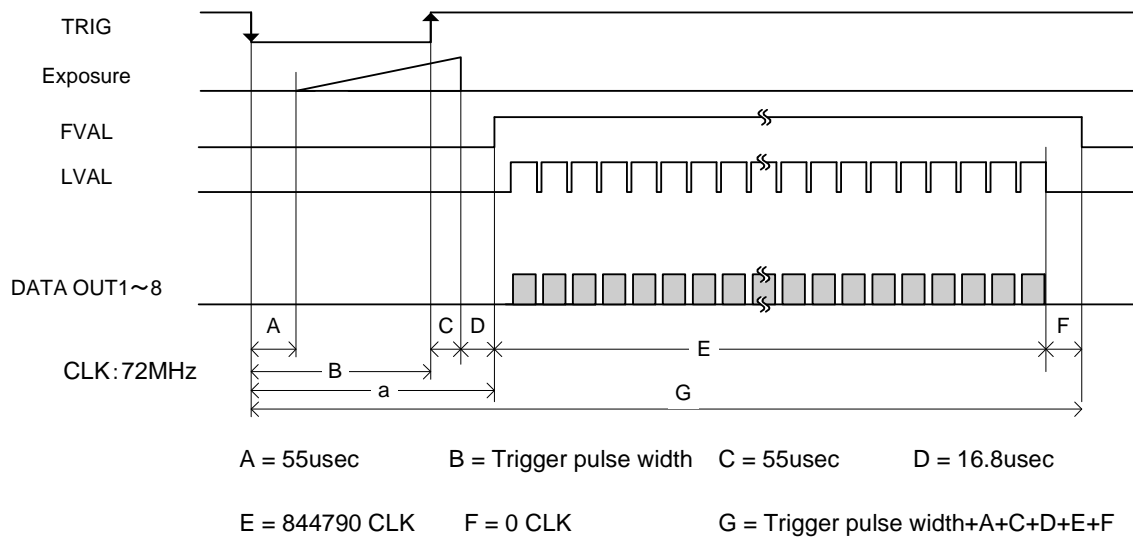 TRIG
Exposure
FVAL
LVAL
DATA OUT1～8
A
C
D
E
F
CLK：72MHz
B
a
G
A = 55usec
B = Trigger pulse width
C = 55usec
D = 16.8usec
E = 844790 CLK
F = 0 CLK
G = Trigger pulse width+A+C+D+E+F